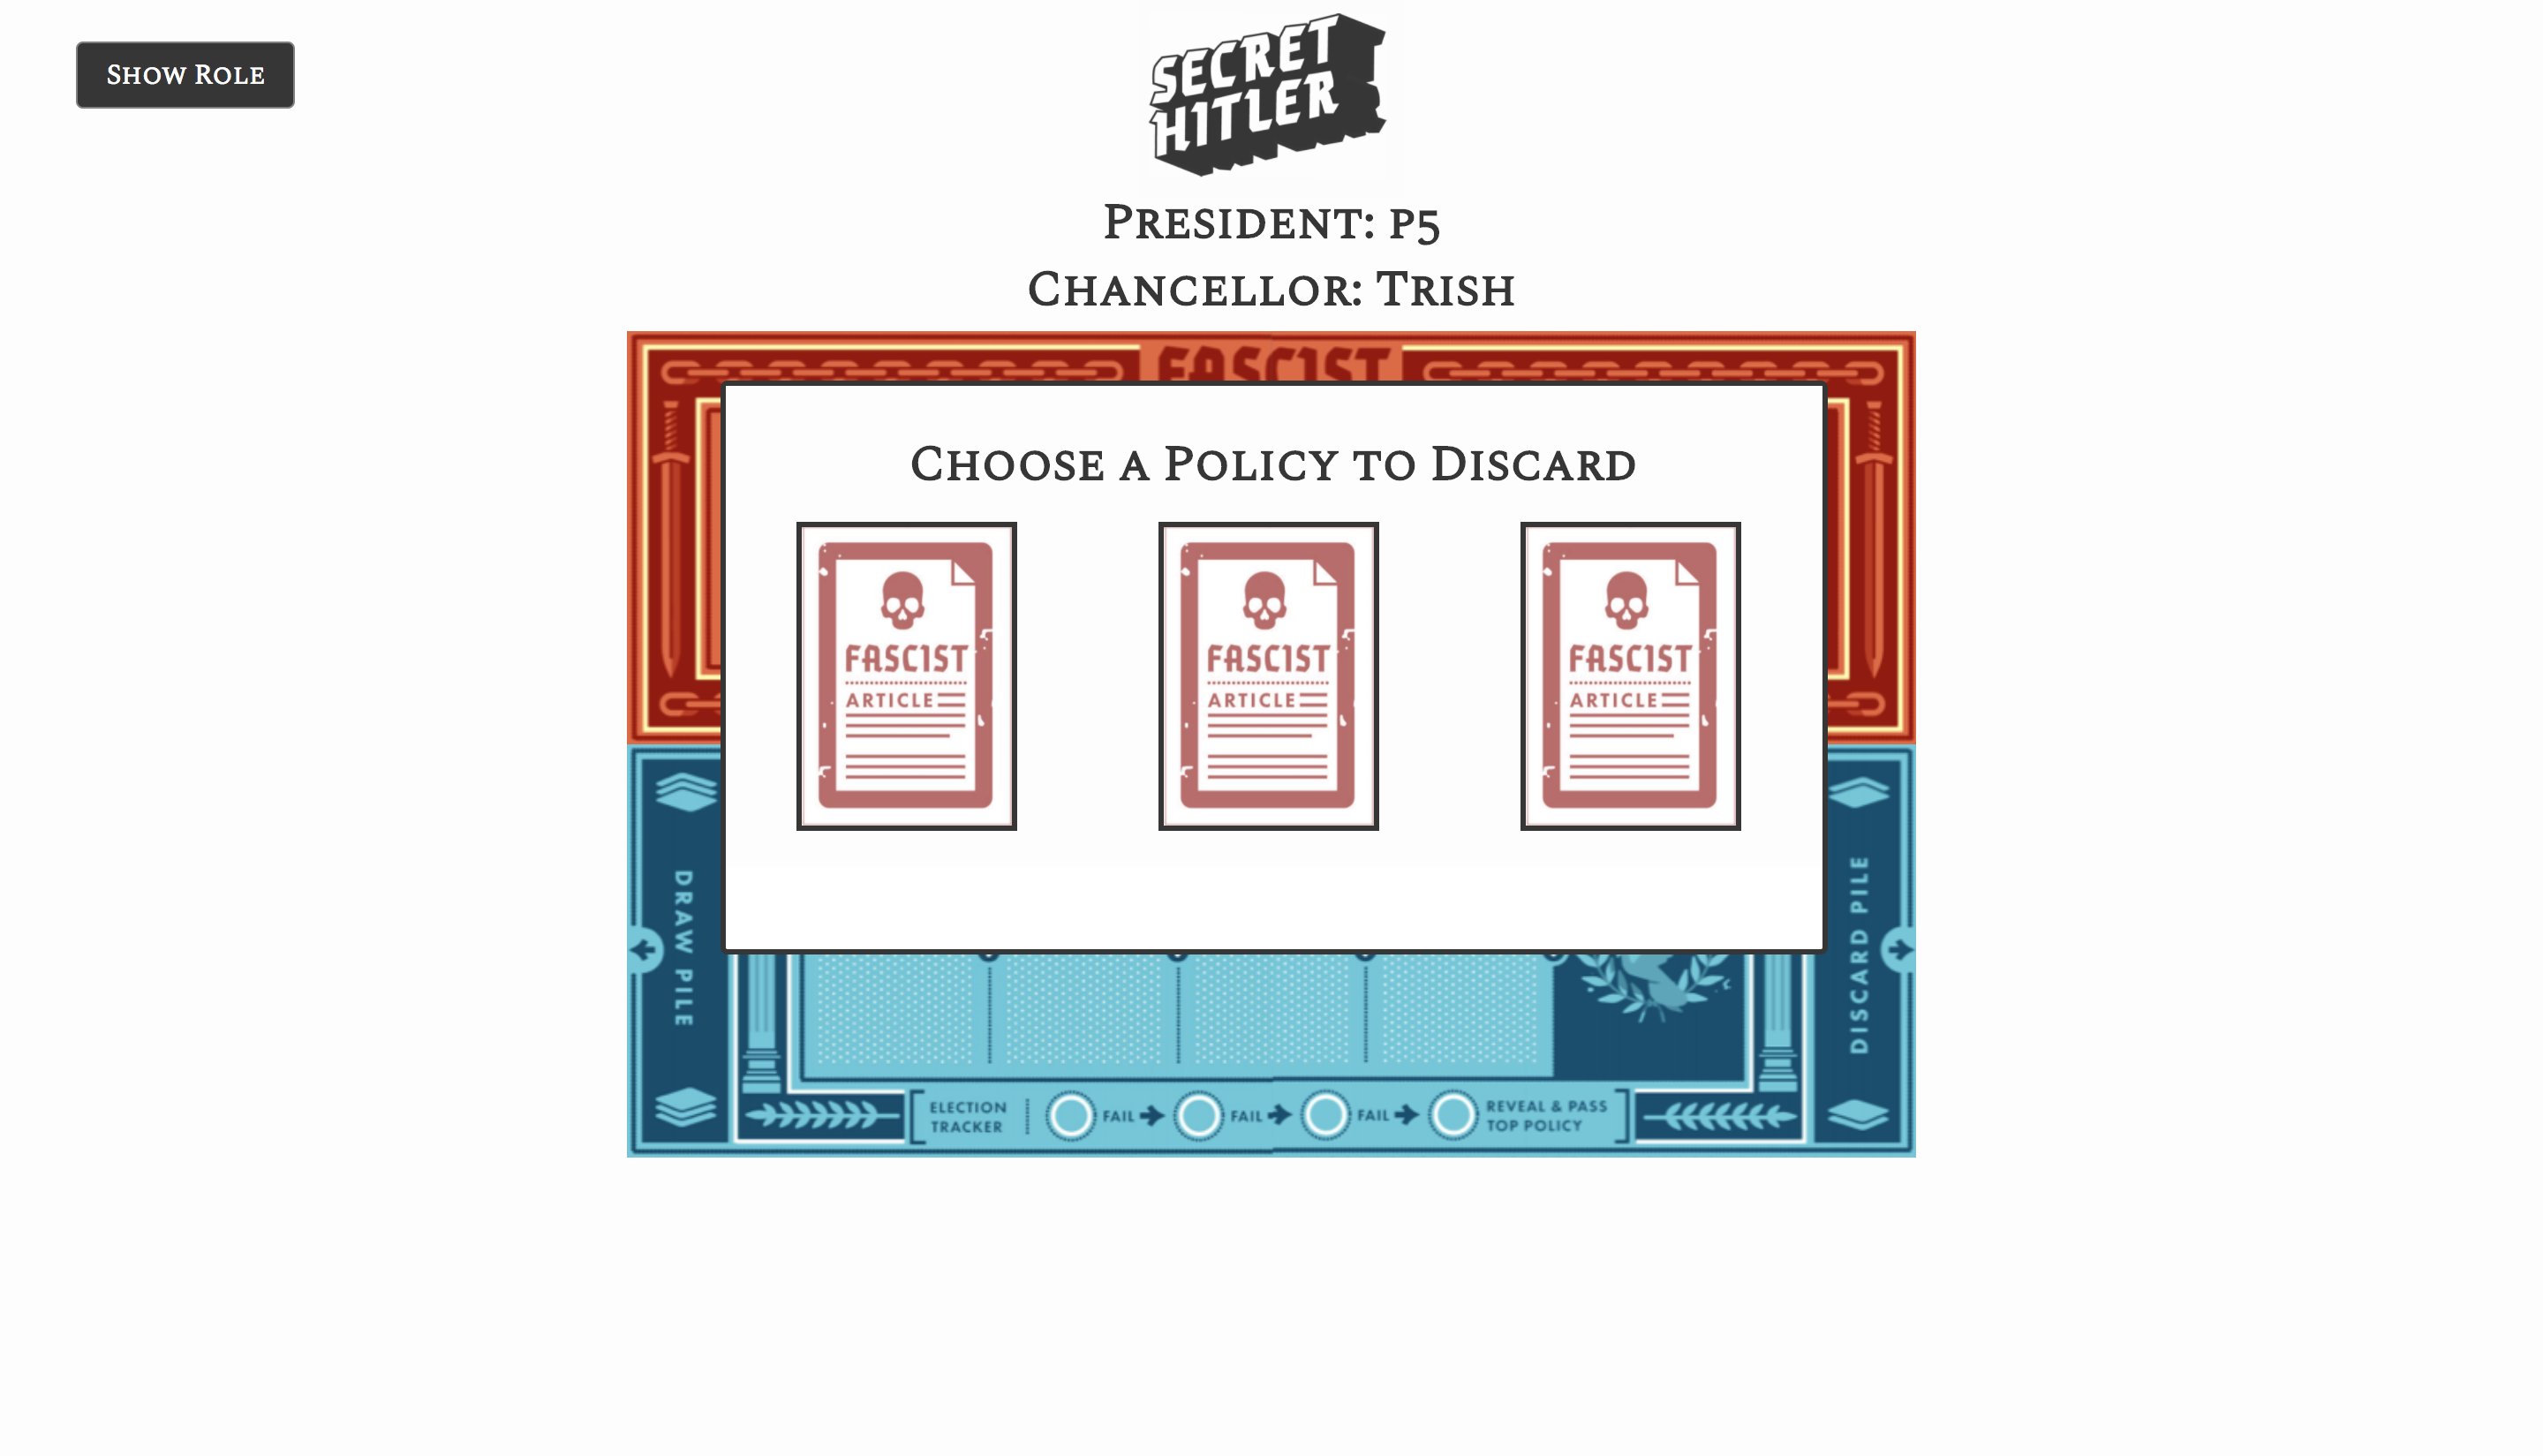 Show Role
SECRET
HITLER
President: p5
Chancellor: Trish
FASCIST
Choose a Policy to Discard
FASCIST
ARTICLE
FASCIST
ARTICLE
FASCIST
ARTICLE
DRAW PILE
DISCARD PILE
ELECTION
TRACKER
FAIL
FAIL
FAIL
REVEAL & PASS
TOP POLICY